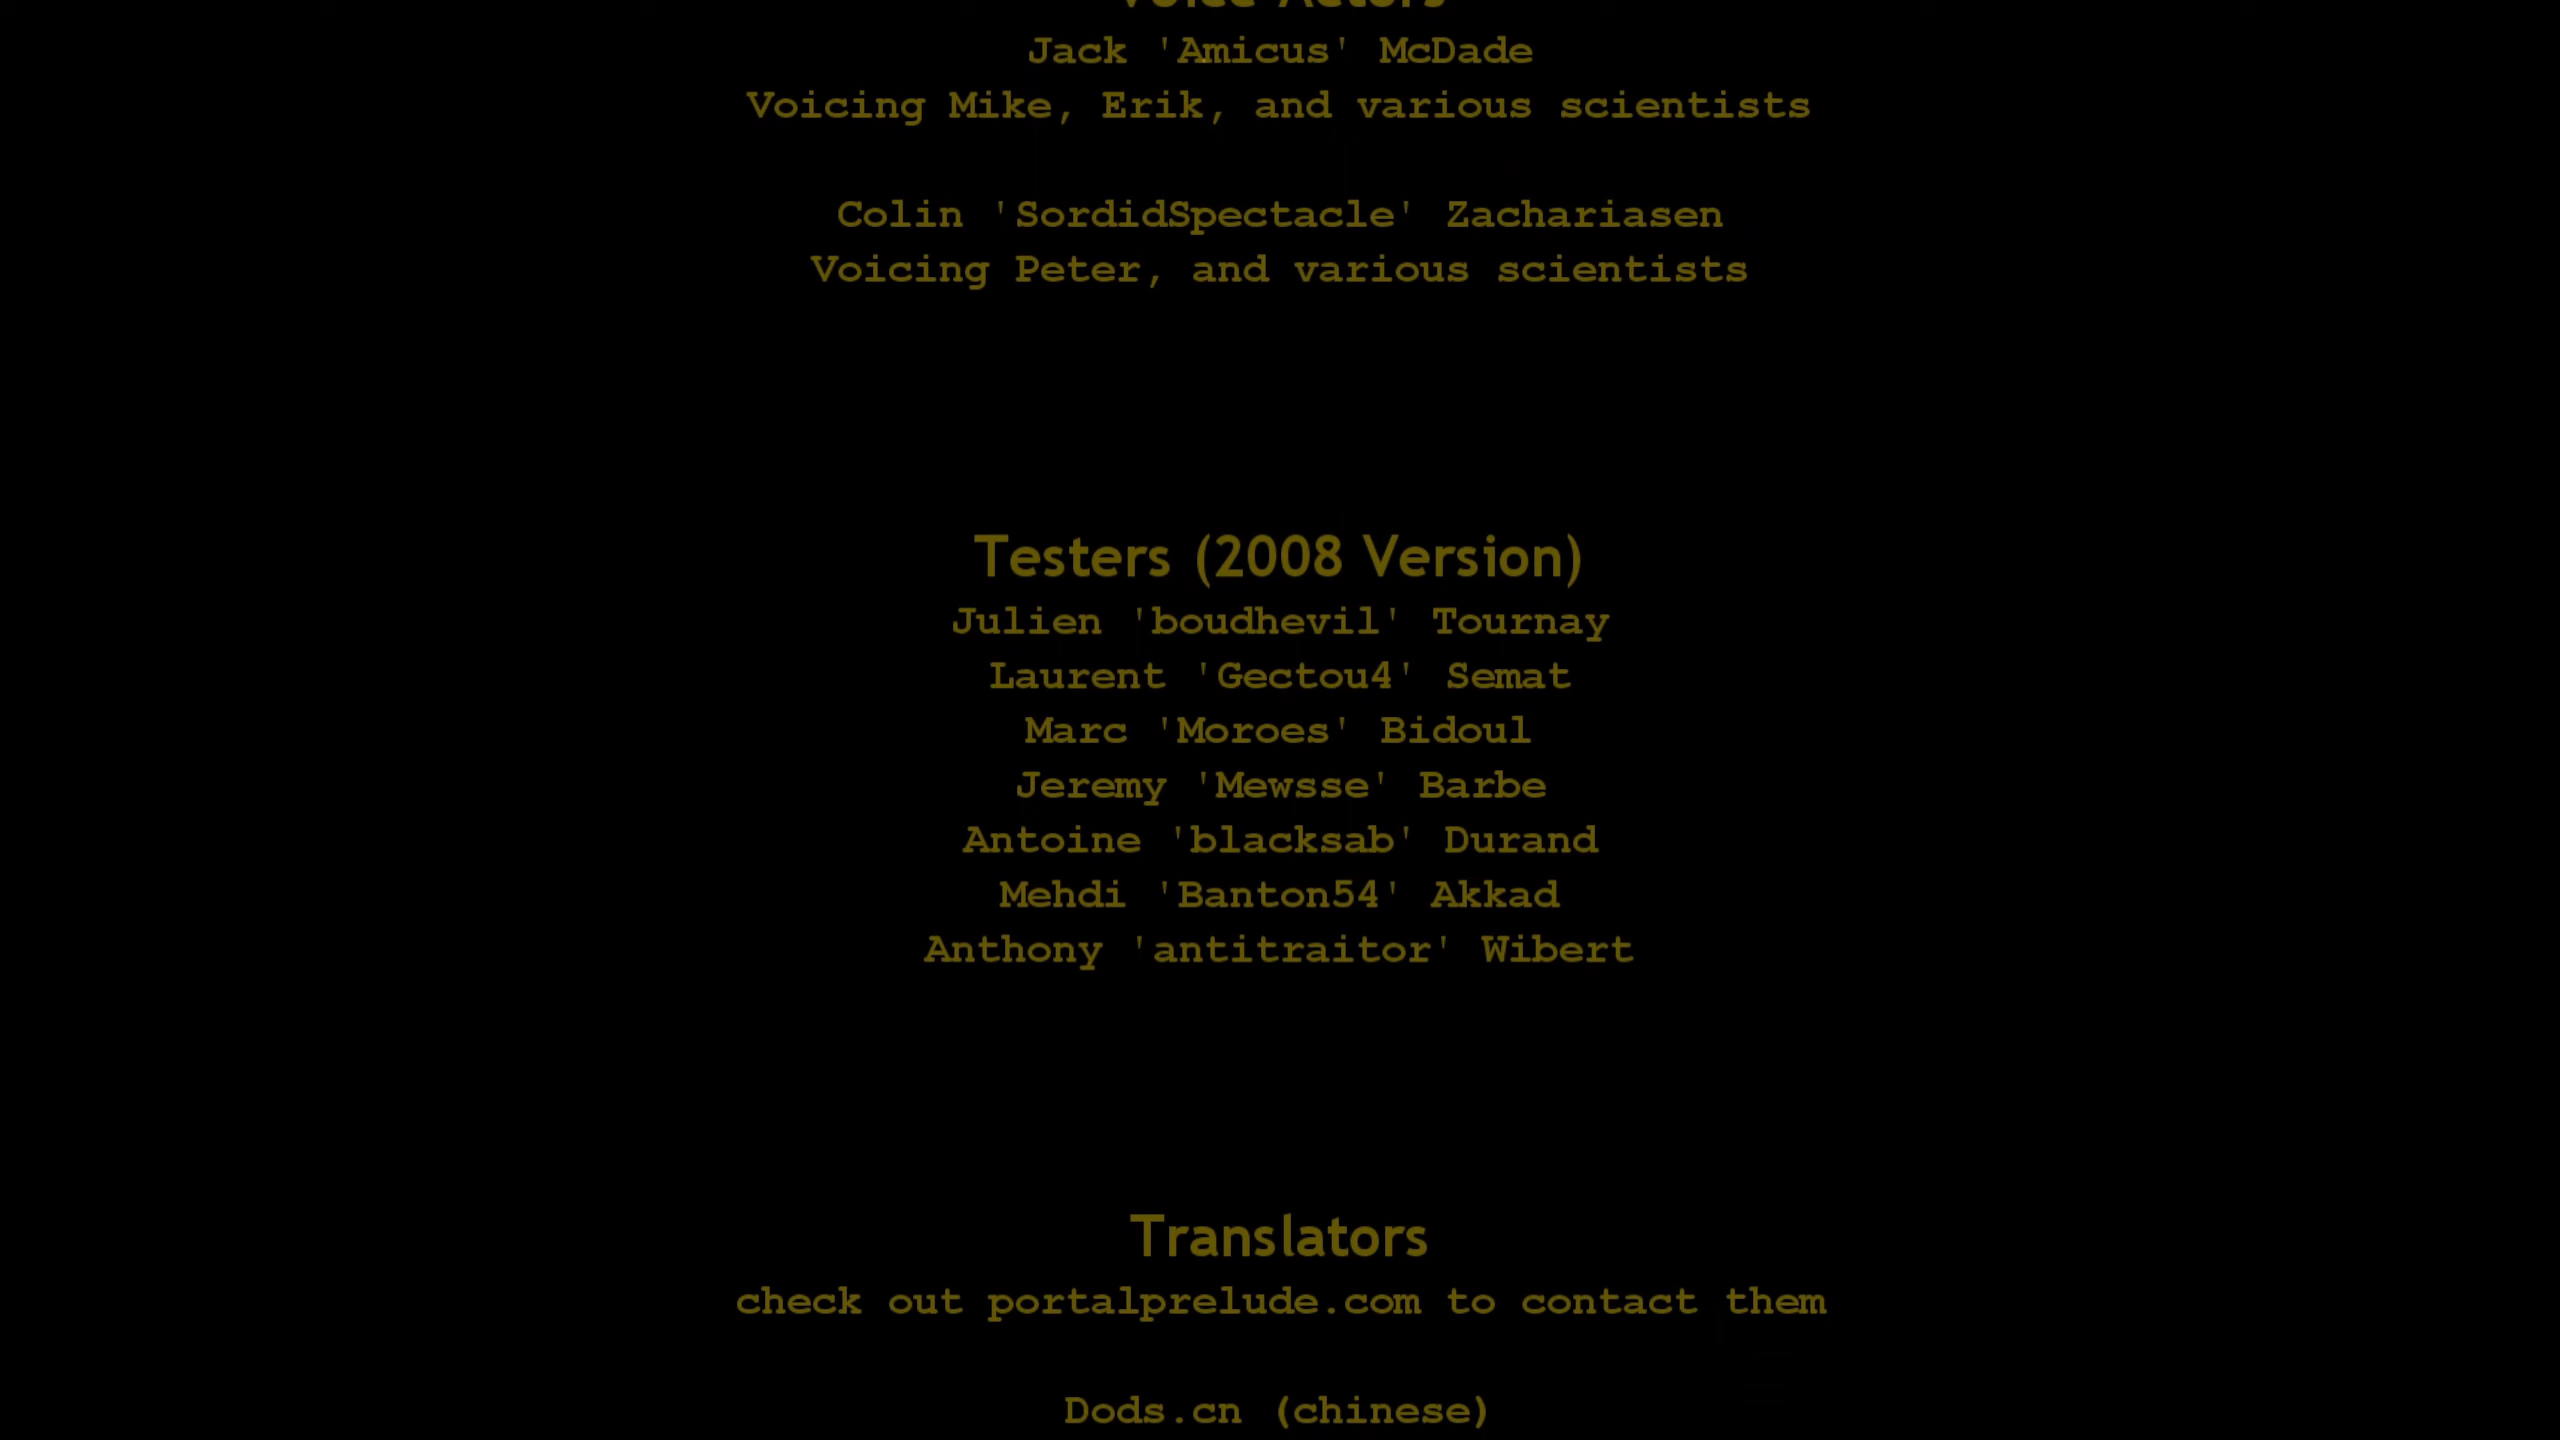 Voice Actors
Jack 'Amicus' McDade
Voicing Mike, Erik, and various scientists
Colin 'SordidSpectacle' Zachariasen
Voicing Peter, and various scientists
Testers (2008 Version)
Julien 'boudhevil' Tournay
Laurent 'Gectou4' Semat
Marc 'Moroes' Bidoul
Jeremy 'Mewsse' Barbe
Antoine 'blacksab' Durand
Mehdi 'Banton54' Akkad
Anthony 'antitraitor' Wibert
Translators
check out portalprelude.com to contact them
Dods.cn (chinese)